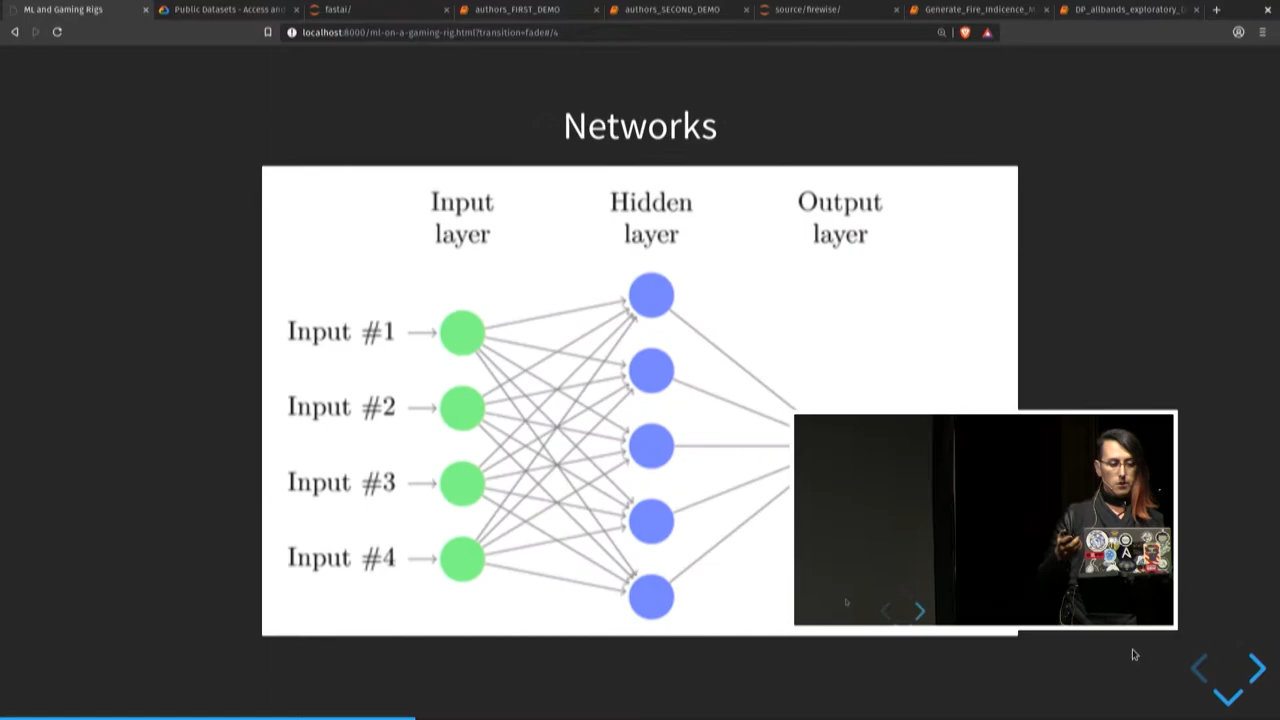 ML and Gaming Rigs
Public Datasets - Access and
fastai/
authors_FIRST_DEMO
authors_SECOND_DEMO
source/firewise/
Generate_Fire_Indicence_M
DP_allbands_exploratory_D
localhost:8000/ml-on-a-gaming-rig.html?transition=fade#/4
Networks
Input layer
Hidden layer
Output layer
Input #1
Input #2
Input #3
Input #4
A